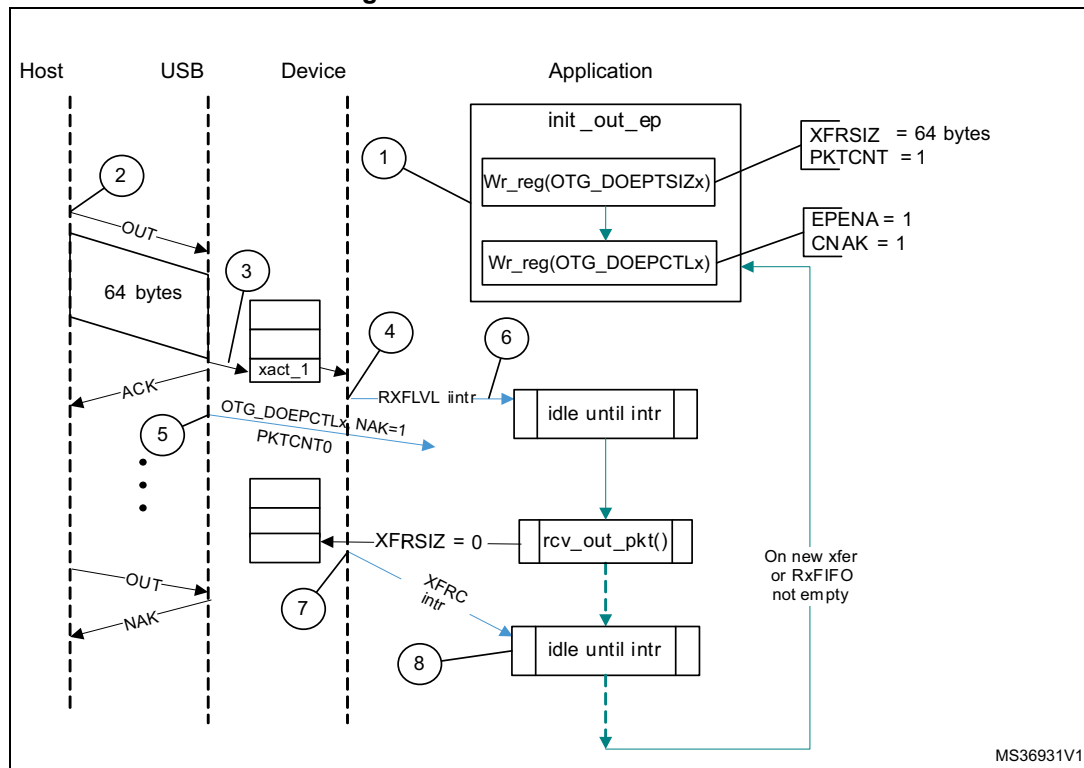 Host USB Device Application
init_out_ep
XFRSIZ = 64 bytes
PKTCNT = 1
1
Wr_reg(OTG_DOEPTSIZx)
2
EPENA = 1
CNAK = 1
OUT
Wr_reg(OTG_DOEPCTLx)
3
64 bytes
4
6
xact_1
ACK
RXFLVL iintr
idle until intr
OTG_DOEPCTLx, NAK=1
PKTCNT0
5
XFRSIZ = 0
rcv_out_pkt()
On new xfer
or RxFIFO
not empty
OUT
XFRC
intr
7
NAK
idle until intr
8
MS36931V1